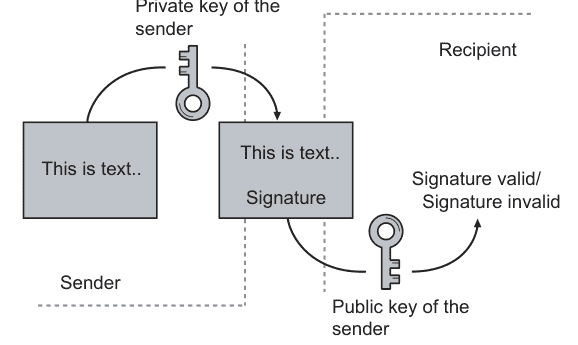 Private key of the
sender
Recipient
This is text..
This is text..
Signature
Signature valid/
Signature invalid
Sender
Public key of the
sender